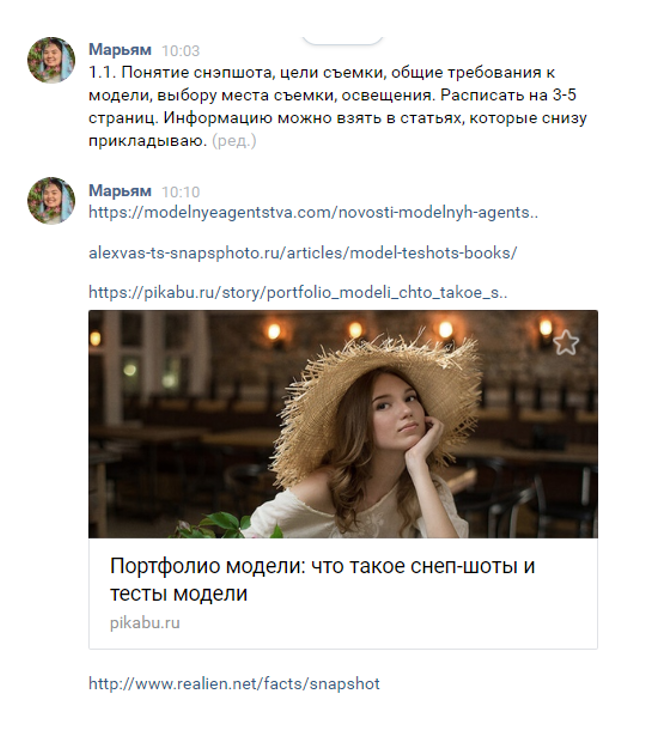 Марьям 10:03
1.1. Понятие снэпшота, цели съемки, общие требования к
модели, выбору места съемки, освещения. Расписать на 3-5
страниц. Информацию можно взять в статьях, которые снизу
прикладываю. (ред.)
Марьям 10:10
https://modelnyeagentstva.com/novosti-modelnyh-agents..
alexvas-ts-snapsphoto.ru/articles/model-teshots-books/
https://pikabu.ru/story/portfolio_modeli_chto_takoe_s..
Портфолио модели: что такое снеп-шоты и
тесты модели
pikabu.ru
http://www.realien.net/facts/snapshot